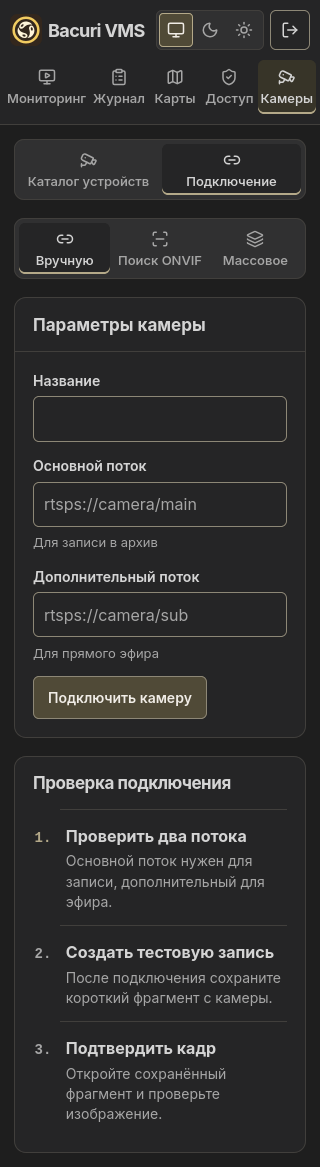 Bacuri VMS
Мониторинг Журнал Карты Доступ Камеры
Каталог устройств Подключение
Вручную Поиск ONVIF Массовое
Параметры камеры
Название
Основной поток
rtsps://camera/main
Для записи в архив
Дополнительный поток
rtsps://camera/sub
Для прямого эфира
Подключить камеру
Проверка подключения
1. Проверить два потока
Основной поток нужен для
записи, дополнительный для
эфира.
2. Создать тестовую запись
После подключения сохраните
короткий фрагмент с камеры.
3. Подтвердить кадр
Откройте сохранённый
фрагмент и проверьте
изображение.